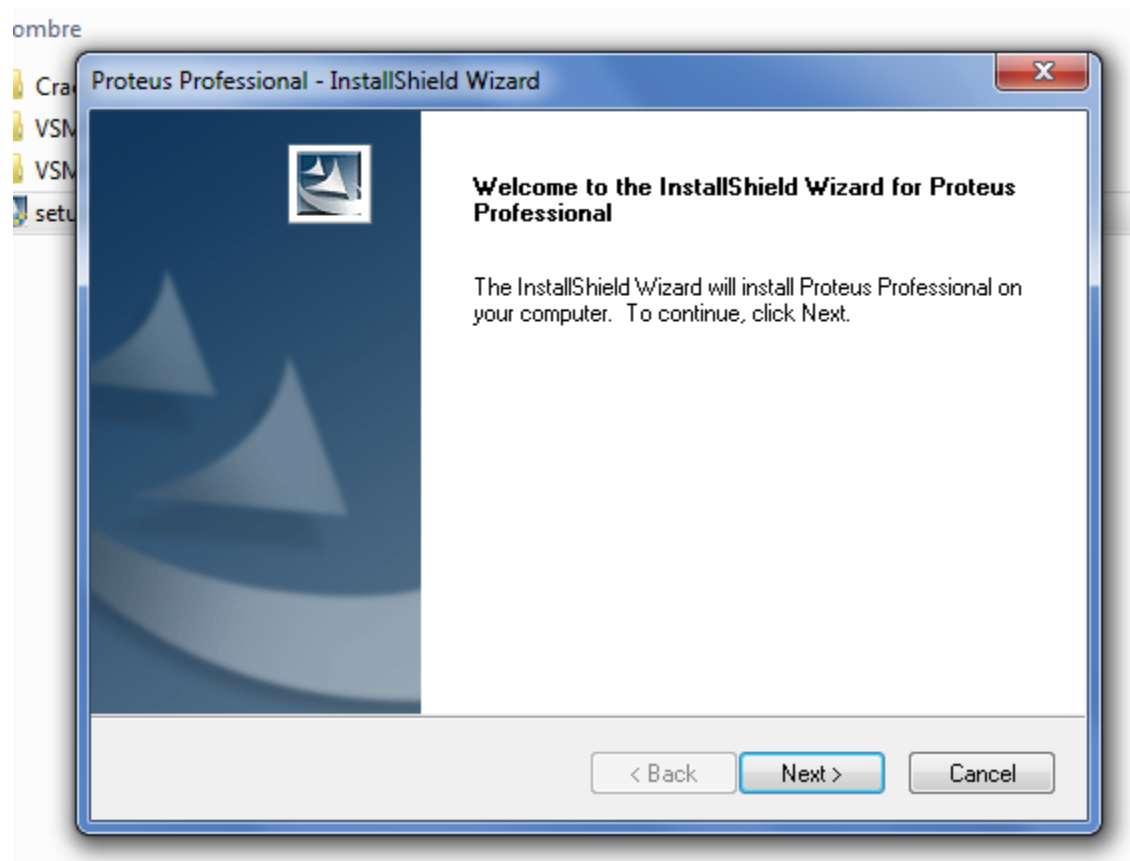 ombre
Proteus Professional - InstallShield Wizard
Cra
VSM
VSM
setu
Welcome to the InstallShield Wizard for Proteus
Professional
The InstallShield Wizard will install Proteus Professional on
your computer. To continue, click Next.
< Back
Next >
Cancel